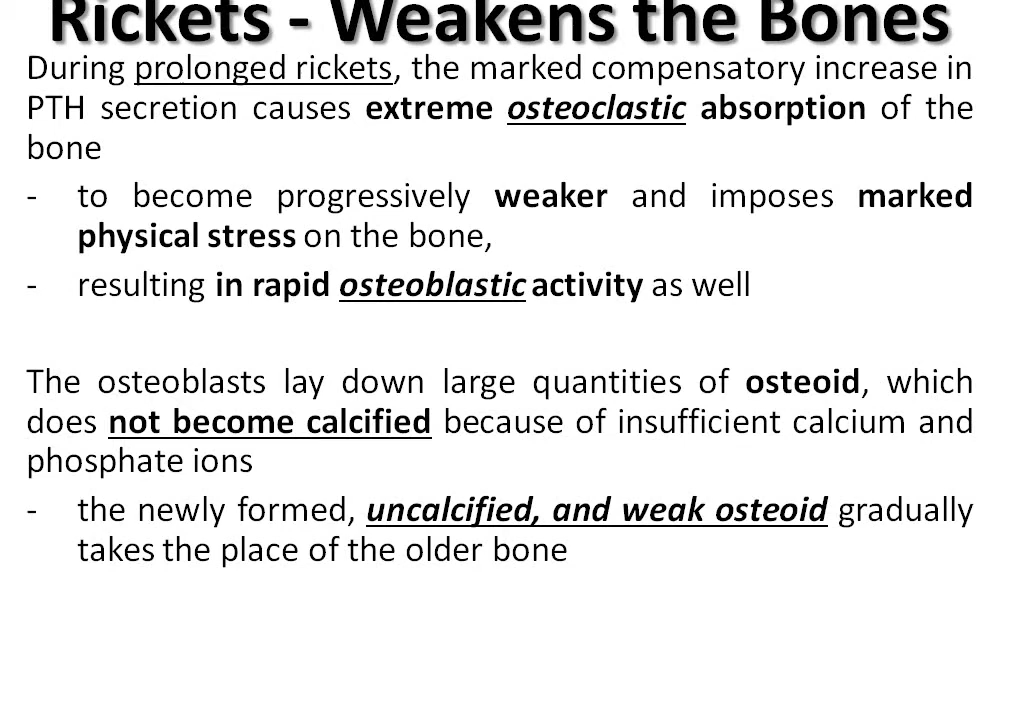 Rickets - Weakens the Bones
During prolonged rickets, the marked compensatory increase in
PTH secretion causes extreme osteoclastic absorption of the
bone
- to become progressively weaker and imposes marked
physical stress on the bone,
- resulting in rapid osteoblastic activity as well
The osteoblasts lay down large quantities of osteoid, which
does not become calcified because of insufficient calcium and
phosphate ions
- the newly formed, uncalcified, and weak osteoid gradually
takes the place of the older bone